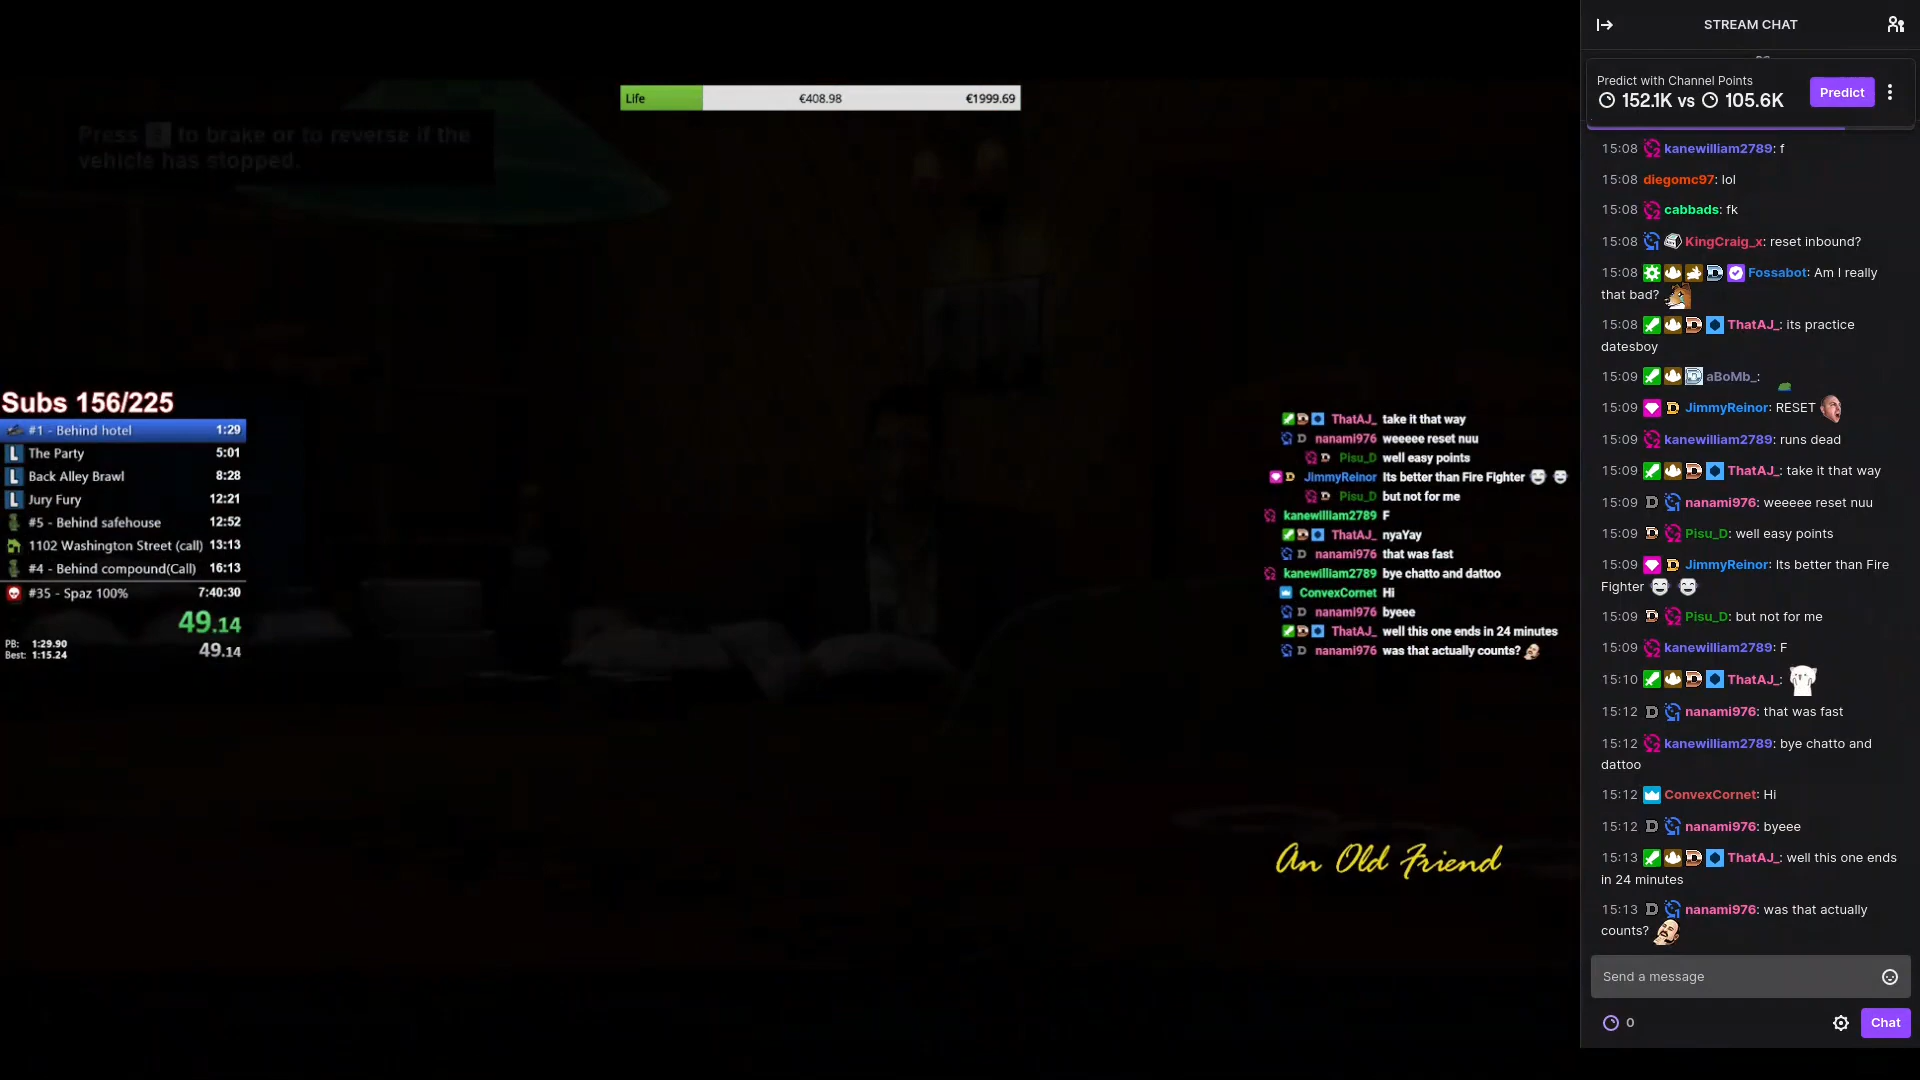 Press to brake or to reverse if the
vehicle has stopped.
Life €408.98 €1999.69
Subs 156/225
#1 - Behind hotel 1:29
The Party 5:01
Back Alley Brawl 8:28
Jury Fury 12:21
#5 - Behind safehouse 12:52
1102 Washington Street (call) 13:13
#4 - Behind compound(Call) 16:13
#35 - Spaz 100% 7:40:30
49.14
PB: 1:29.90
Best: 1:15.24
49.14
ThatAJ_ take it that way
nanami976 weeeee reset nuu
Pisu_D well easy points
JimmyReinor Its better than Fire Fighter
Pisu_D but not for me
kanewilliam2789 F
ThatAJ_ nyaYay
nanami976 that was fast
kanewilliam2789 bye chatto and dattoo
ConvexCornet Hi
nanami976 byeee
ThatAJ_ well this one ends in 24 minutes
nanami976 was that actually counts?
An Old Friend
STREAM CHAT
Predict with Channel Points
152.1K vs 105.6K
Predict
15:08 kanewilliam2789: f
15:08 diegomc97: lol
15:08 cabbads: fk
15:08 KingCraig_x: reset inbound?
15:08 Fossabot: Am I really
that bad?
15:08 ThatAJ_: its practice
datesboy
15:09 aBoMb_:
15:09 JimmyReinor: RESET
15:09 kanewilliam2789: runs dead
15:09 ThatAJ_: take it that way
15:09 nanami976: weeeee reset nuu
15:09 Pisu_D: well easy points
15:09 JimmyReinor: Its better than Fire
Fighter
15:09 Pisu_D: but not for me
15:09 kanewilliam2789: F
15:10 ThatAJ_:
15:12 nanami976: that was fast
15:12 kanewilliam2789: bye chatto and
dattoo
15:12 ConvexCornet: Hi
15:12 nanami976: byeee
15:13 ThatAJ_: well this one ends
in 24 minutes
15:13 nanami976: was that actually
counts?
Send a message
0
Chat